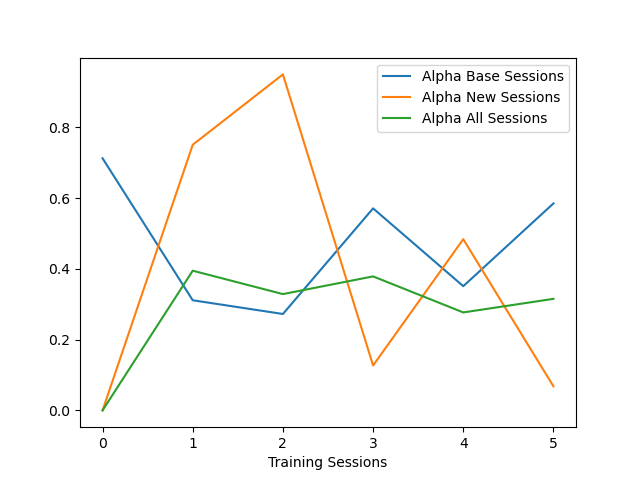 Alpha Base Sessions
Alpha New Sessions
Alpha All Sessions
0.8
0.6
0.4
0.2
0.0
0 1 2 3 4 5
Training Sessions